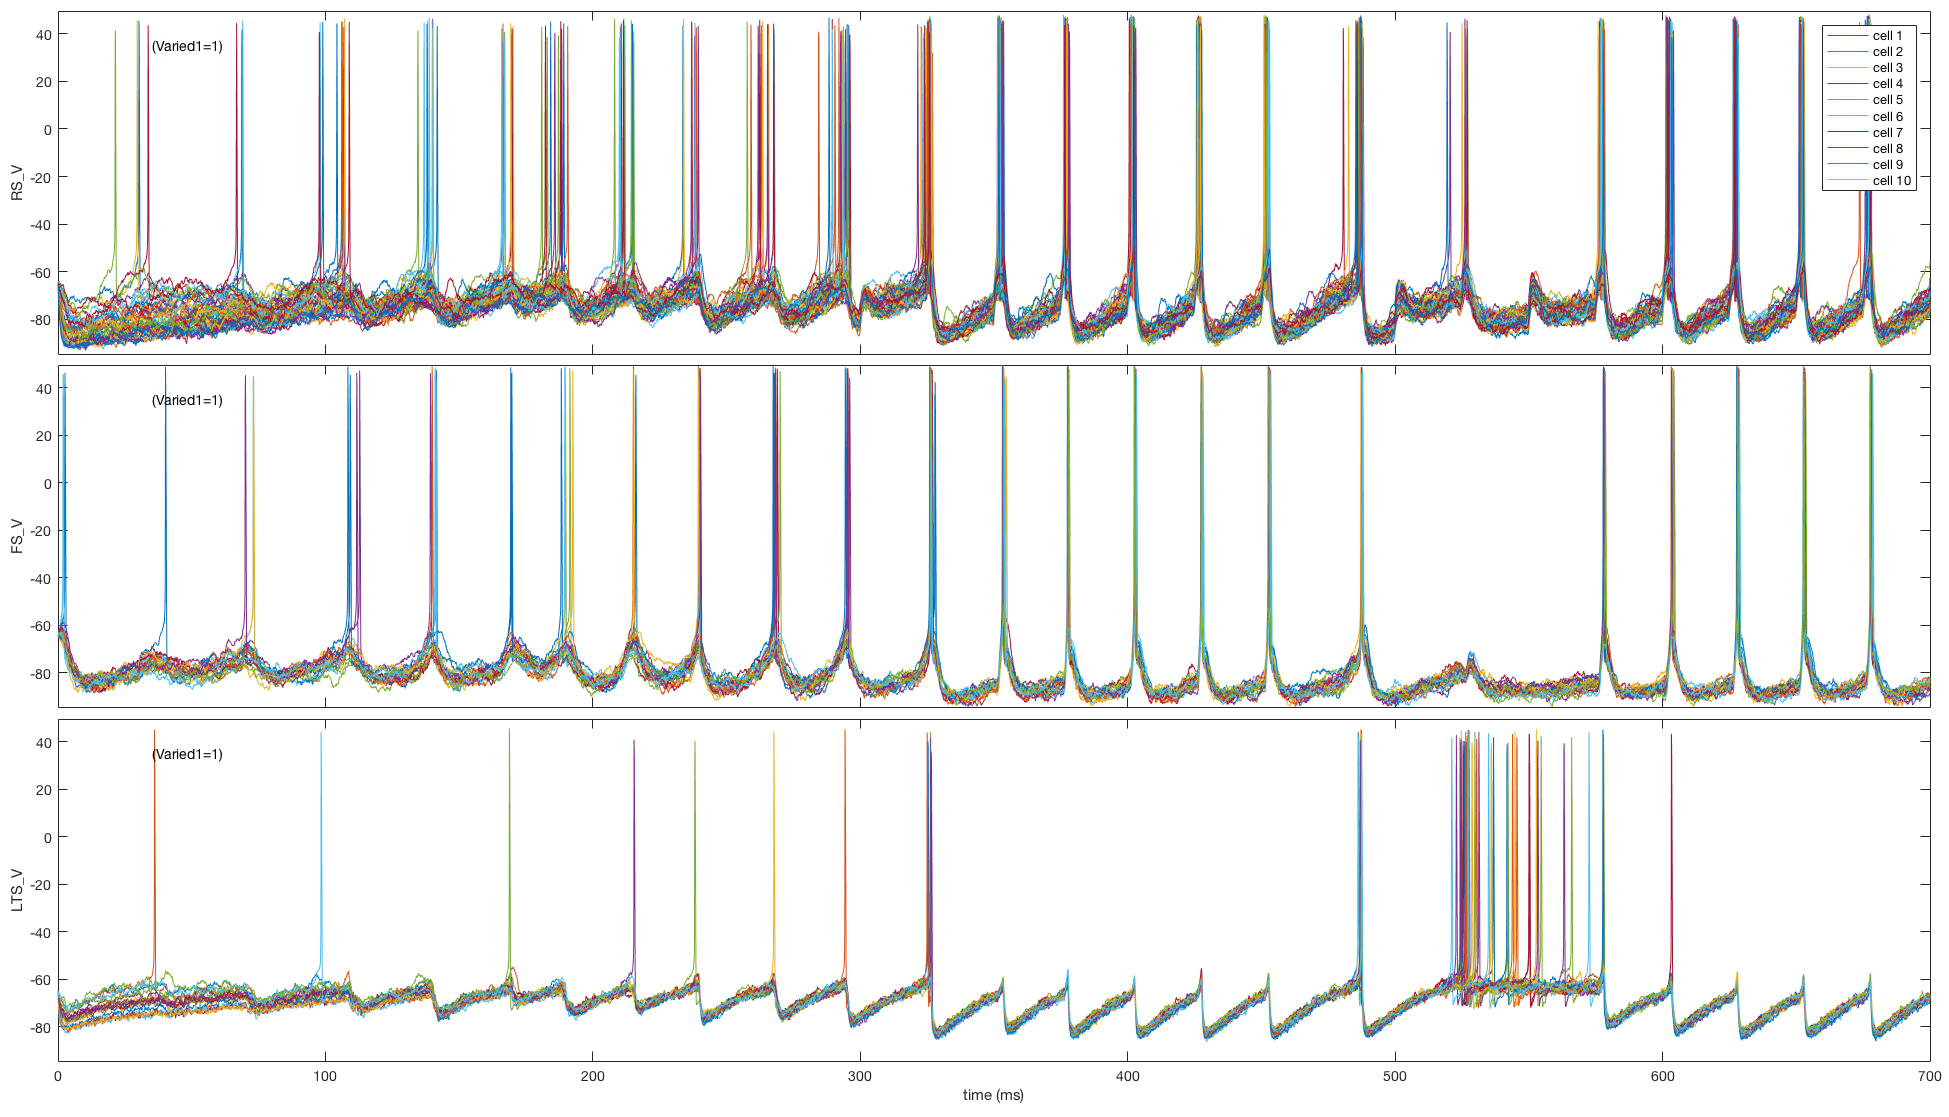 40
20
0
-20
-40
-60
-80
RS_V
(Varied1=1)
cell 1
cell 2
cell 3
cell 4
cell 5
cell 6
cell 7
cell 8
cell 9
cell 10
40
20
0
-20
-40
-60
-80
FS_V
(Varied1=1)
40
20
0
-20
-40
-60
-80
LTS_V
(Varied1=1)
0 100 200 300 400 500 600 700
time (ms)